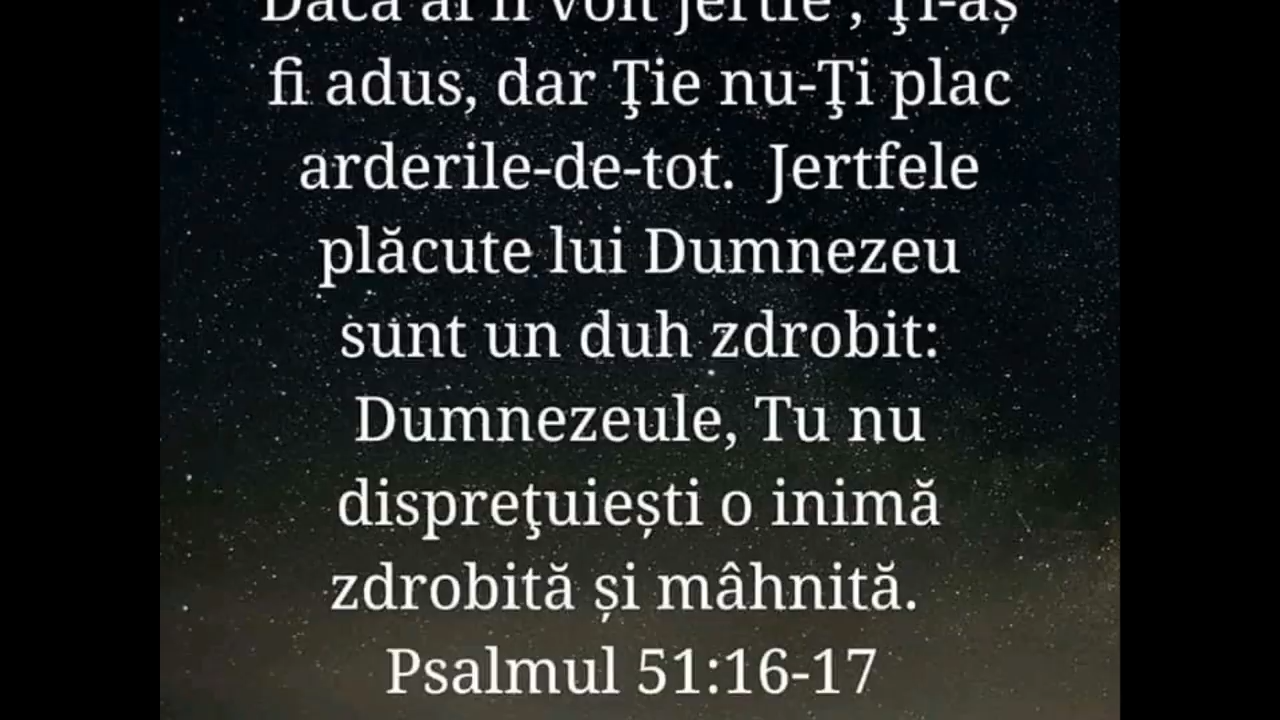 Dacă ai fi voit jertfe , Ţi-aș
fi adus, dar Ţie nu-Ţi plac
arderile-de-tot.  Jertfele
plăcute lui Dumnezeu
sunt un duh zdrobit:
Dumnezeule, Tu nu
dispreţuiești o inimă
zdrobită și mâhnită.
Psalmul 51:16-17